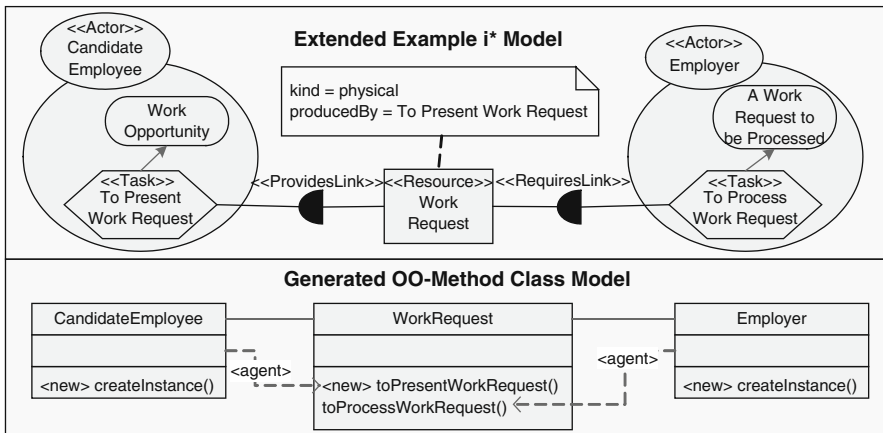 Extended Example i* Model
<<Actor>>
Candidate
Employee
Work
Opportunity
<<Task>>
To Present
Work Request
kind = physical
producedBy = To Present Work Request
<<ProvidesLink>>
<<Resource>>
Work
Request
<<RequiresLink>>
<<Actor>>
Employer
A Work
Request to
be Processed
<<Task>>
To Process
Work Request
Generated OO-Method Class Model
CandidateEmployee
<new> createInstance()
<agent>
WorkRequest
<new> toPresentWorkRequest()
toProcessWorkRequest()
<agent>
Employer
<new> createInstance()